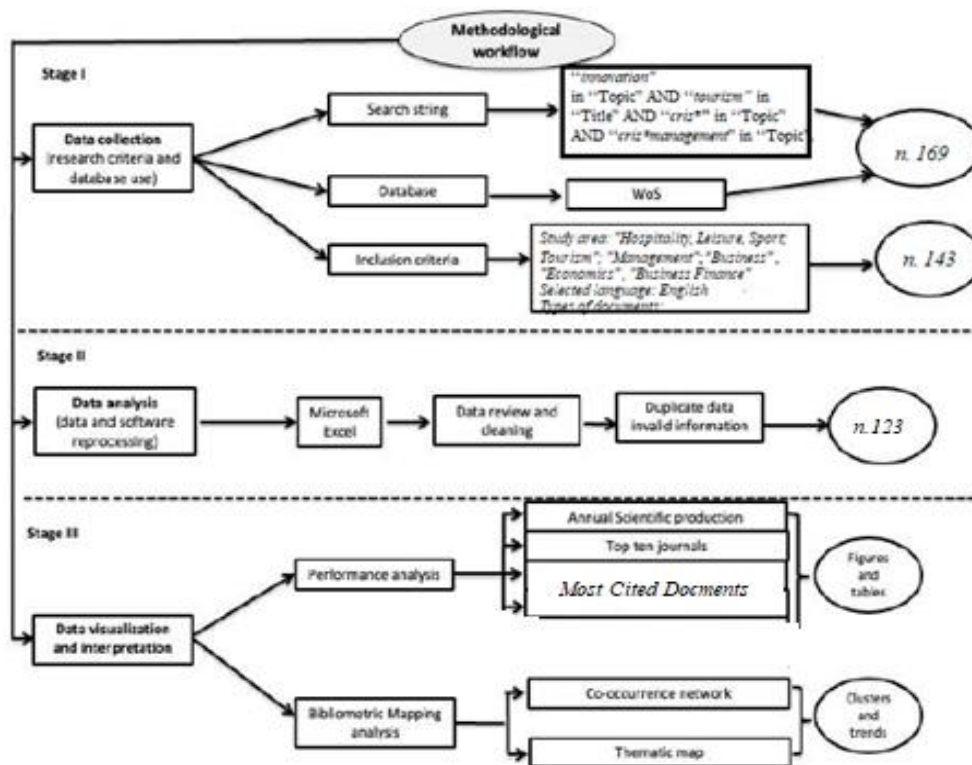 Methodological
workflow
Stage I
Search string
"innovation"
in "Topic" AND "tourism" in
"Title" AND "cris*" in "Topic"
AND "cris*management" in "Topic".
Data collection
(research criteria and
database use)
n. 169
Database
WoS
Inclusion criteria
Study area: "Hospitality, Leisure, Sport;
Tourism"; "Management"; "Business",
"Economics", "Business Finance"
Selected language: English
Types of documents:
n. 143
Stage II
Data analysis
(data and software
reprocessing)
Microsoft
Excel
Data review and
cleaning
Duplicate data
invalid information
n.123
Stage III
Performance analysis
Annual Scientific production
Top ten journals
Most Cited Docments
Figures
and
tables
Data visualization
and interpretation
Bibliometric Mapping
analysis
Co-occurrence network
Thematic map
Clusters
and
trends